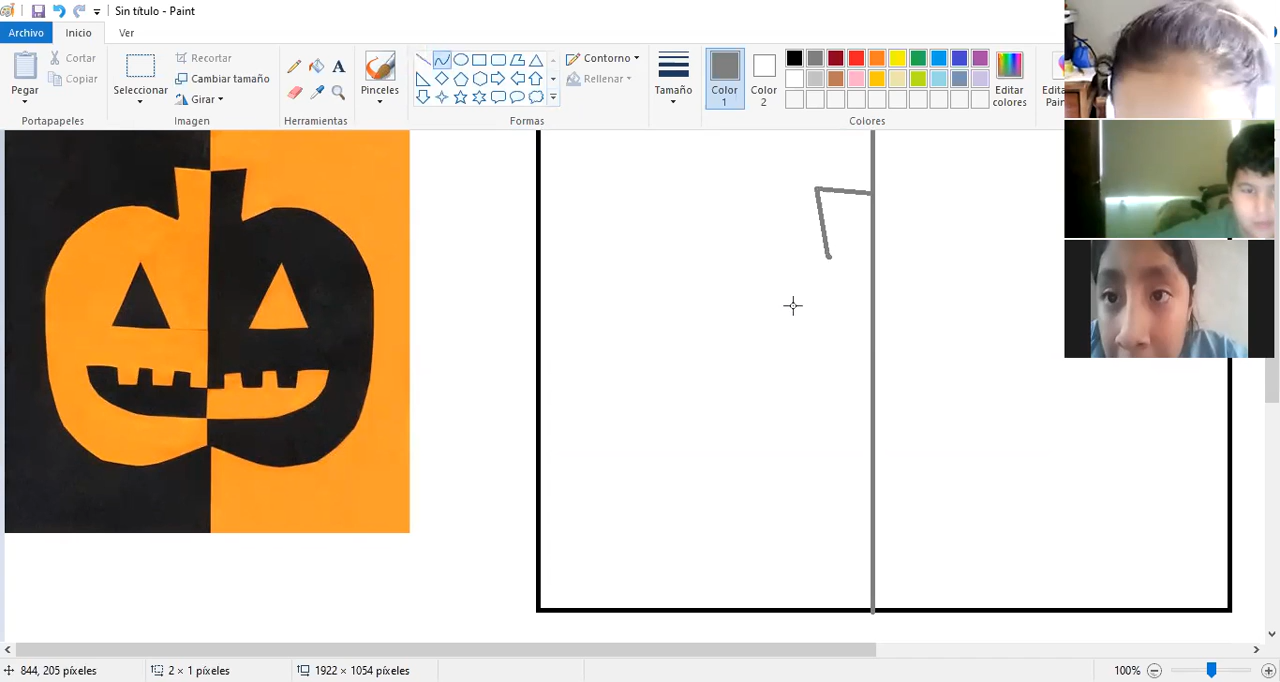 Sin título - Paint
Archivo Inicio Ver
Pegar
Cortar
Copiar
Portapapeles
Seleccionar
Recortar
Cambiar tamaño
Girar
Imagen
A
Herramientas
Pinceles
Contorno
Rellenar
Formas
Tamaño
Color 1
Color 2
Editar colores
Colores
844, 205 píxeles 2 × 1 píxeles 1922 × 1054 píxeles 100%